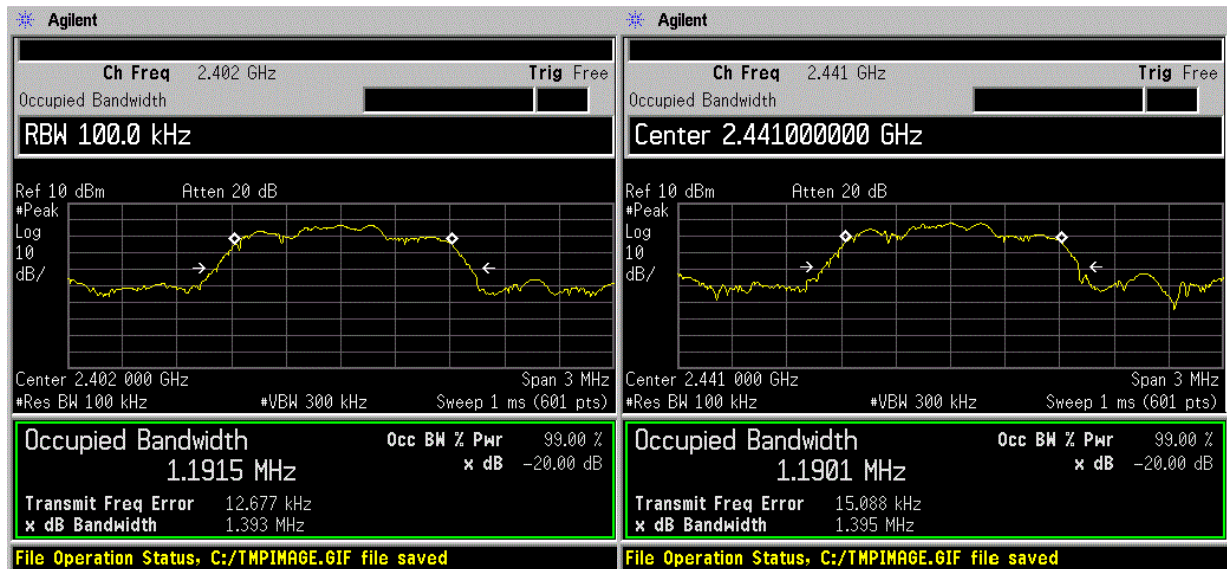 Agilent
Ch Freq 2.402 GHz Trig Free
Occupied Bandwidth
RBW 100.0 kHz
Ref 10 dBm Atten 20 dB
#Peak
Log
10
dB/
Center 2.402 000 GHz Span 3 MHz
#Res BW 100 kHz #VBW 300 kHz Sweep 1 ms (601 pts)
Occupied Bandwidth Occ BW % Pwr 99.00 %
1.1915 MHz x dB -20.00 dB
Transmit Freq Error 12.677 kHz
x dB Bandwidth 1.393 MHz
File Operation Status, C:/TMPIMAGE.GIF file saved
Agilent
Ch Freq 2.441 GHz Trig Free
Occupied Bandwidth
Center 2.441000000 GHz
Ref 10 dBm Atten 20 dB
#Peak
Log
10
dB/
Center 2.441 000 GHz Span 3 MHz
#Res BW 100 kHz #VBW 300 kHz Sweep 1 ms (601 pts)
Occupied Bandwidth Occ BW % Pwr 99.00 %
1.1901 MHz x dB -20.00 dB
Transmit Freq Error 15.088 kHz
x dB Bandwidth 1.395 MHz
File Operation Status, C:/TMPIMAGE.GIF file saved